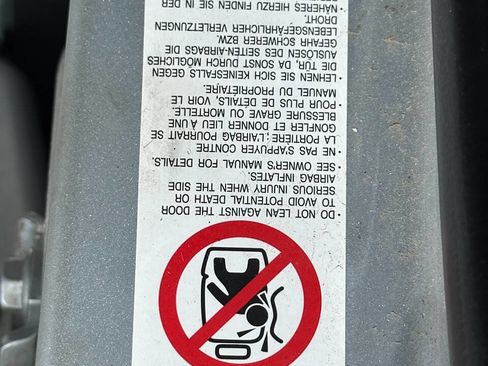 • DO NOT LEAN AGAINST THE DOOR
TO AVOID POTENTIAL DEATH OR
SERIOUS INJURY WHEN THE SIDE
AIRBAG INFLATES.
• SEE OWNER'S MANUAL FOR DETAILS.
• NE PAS S'APPUYER CONTRE
LA PORTIÈRE, L'AIRBAG POURRAIT SE
GONFLER ET DONNER LIEU À UNE
BLESSURE GRAVE OU MORTELLE.
• POUR PLUS DE DÉTAILS, VOIR LE
MANUEL DU PROPRIÉTAIRE.
• LEHNEN SIE SICH KEINESFALLS GEGEN
DIE TÜR, DA SONST DURCH MÖGLICHES
AUSLÖSEN DES SEITEN-AIRBAGS DIE
GEFAHR SCHWERER BZW.
LEBENSGEFÄHRLICHER VERLETZUNGEN
DROHT.
• NÄHERES HIERZU FINDEN SIE IN DER